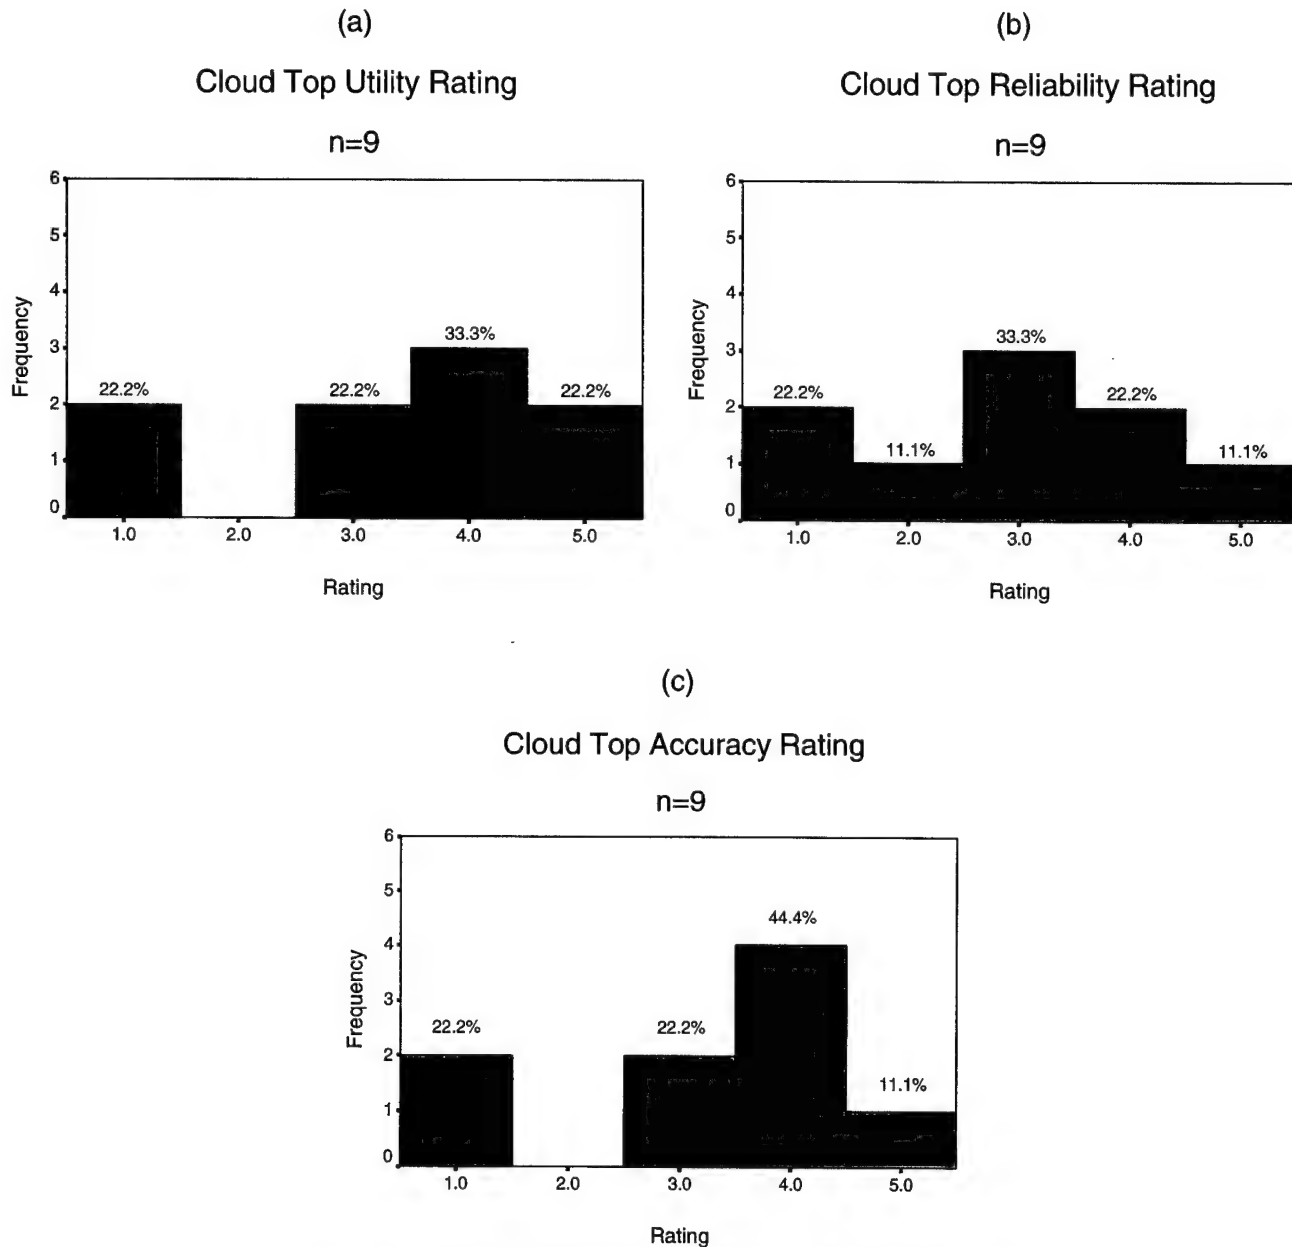 (a)
Cloud Top Utility Rating
n=9
6
5
4
3
2
1
0
Frequency
22.2%
22.2%
33.3%
22.2%
1.0 2.0 3.0 4.0 5.0
Rating
(b)
Cloud Top Reliability Rating
n=9
6
5
4
3
2
1
0
Frequency
22.2%
11.1%
33.3%
22.2%
11.1%
1.0 2.0 3.0 4.0 5.0
Rating
(c)
Cloud Top Accuracy Rating
n=9
6
5
4
3
2
1
0
Frequency
22.2%
22.2%
44.4%
11.1%
1.0 2.0 3.0 4.0 5.0
Rating